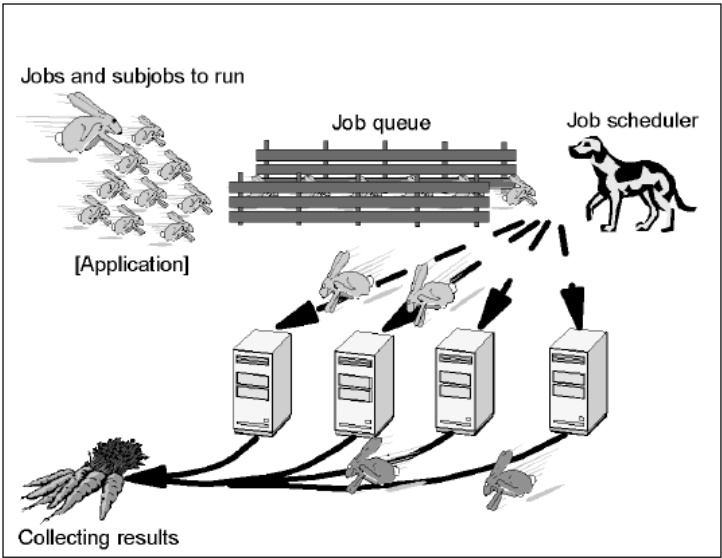 Jobs and subjobs to run
Job queue
Job scheduler
[Application]
Collecting results